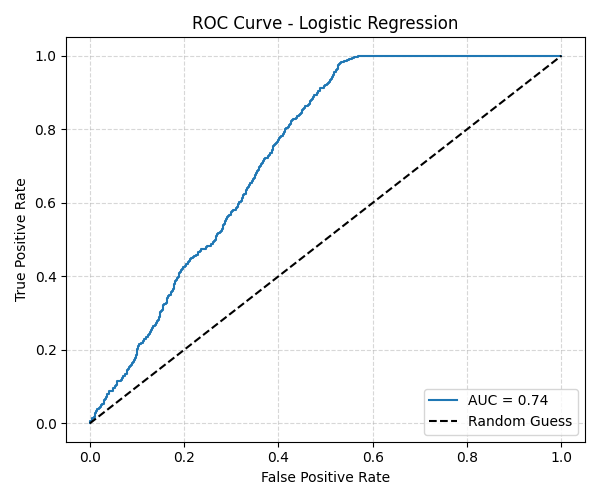 ROC Curve - Logistic Regression
True Positive Rate
1.0
0.8
0.6
0.4
0.2
0.0
AUC = 0.74
Random Guess
0.0 0.2 0.4 0.6 0.8 1.0
False Positive Rate